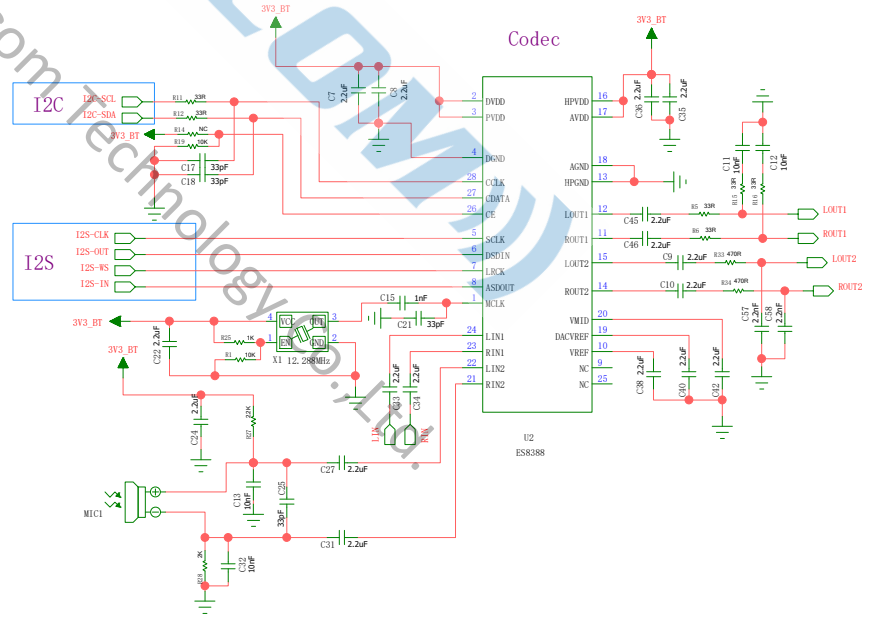 3V3_BT
Codec
3V3_BT
I2C
I2C-SCL
R11 33R
I2C-SDA
R12 33R
3V3_BT
R14 NC
R19 10K
C17 33pF
C18 33pF
C7 2.2uF
C8 2.2uF
C36 2.2uF
C35 2.2uF
2 DVDD
3 PVDD
4 DGND
28 CCLK
27 CDATA
26 CE
5 SCLK
6 DSDIN
7 LRCK
8 ASDOUT
1 MCLK
24 LIN1
23 RIN1
22 LIN2
21 RIN2
HPVDD 16
AVDD 17
AGND 18
HPGND 13
LOUT1 12
ROUT1 11
LOUT2 15
ROUT2 14
VMID 20
DACVREF 19
VREF 10
NC 9
NC 25
U2
ES8388
C11 10nF
C12 10nF
R15 33R
R16 33R
C45 2.2uF
R5 33R
LOUT1
C46 2.2uF
R6 33R
ROUT1
C9 2.2uF
R33 470R
LOUT2
C10 2.2uF
R34 470R
ROUT2
C57 2.2nF
C58 2.2nF
C38 2.2uF
C40 2.2uF
C42 2.2uF
I2S
I2S-CLK
I2S-OUT
I2S-WS
I2S-IN
C15 1nF
C21 33pF
3V3_BT
C22 2.2uF
R25 1K
R1 10K
4 VCC OUT 3
1 EN GND 2
X1 12.288MHz
3V3_BT
C24 2.2uF
R27 22K
C33 2.2uF
C34 2.2uF
LIN
RIN
C27 2.2uF
C13 10nF
C25 33pF
MIC1
C31 2.2uF
R28 2K
C32 10nF
com Technology Co.,Ltd.